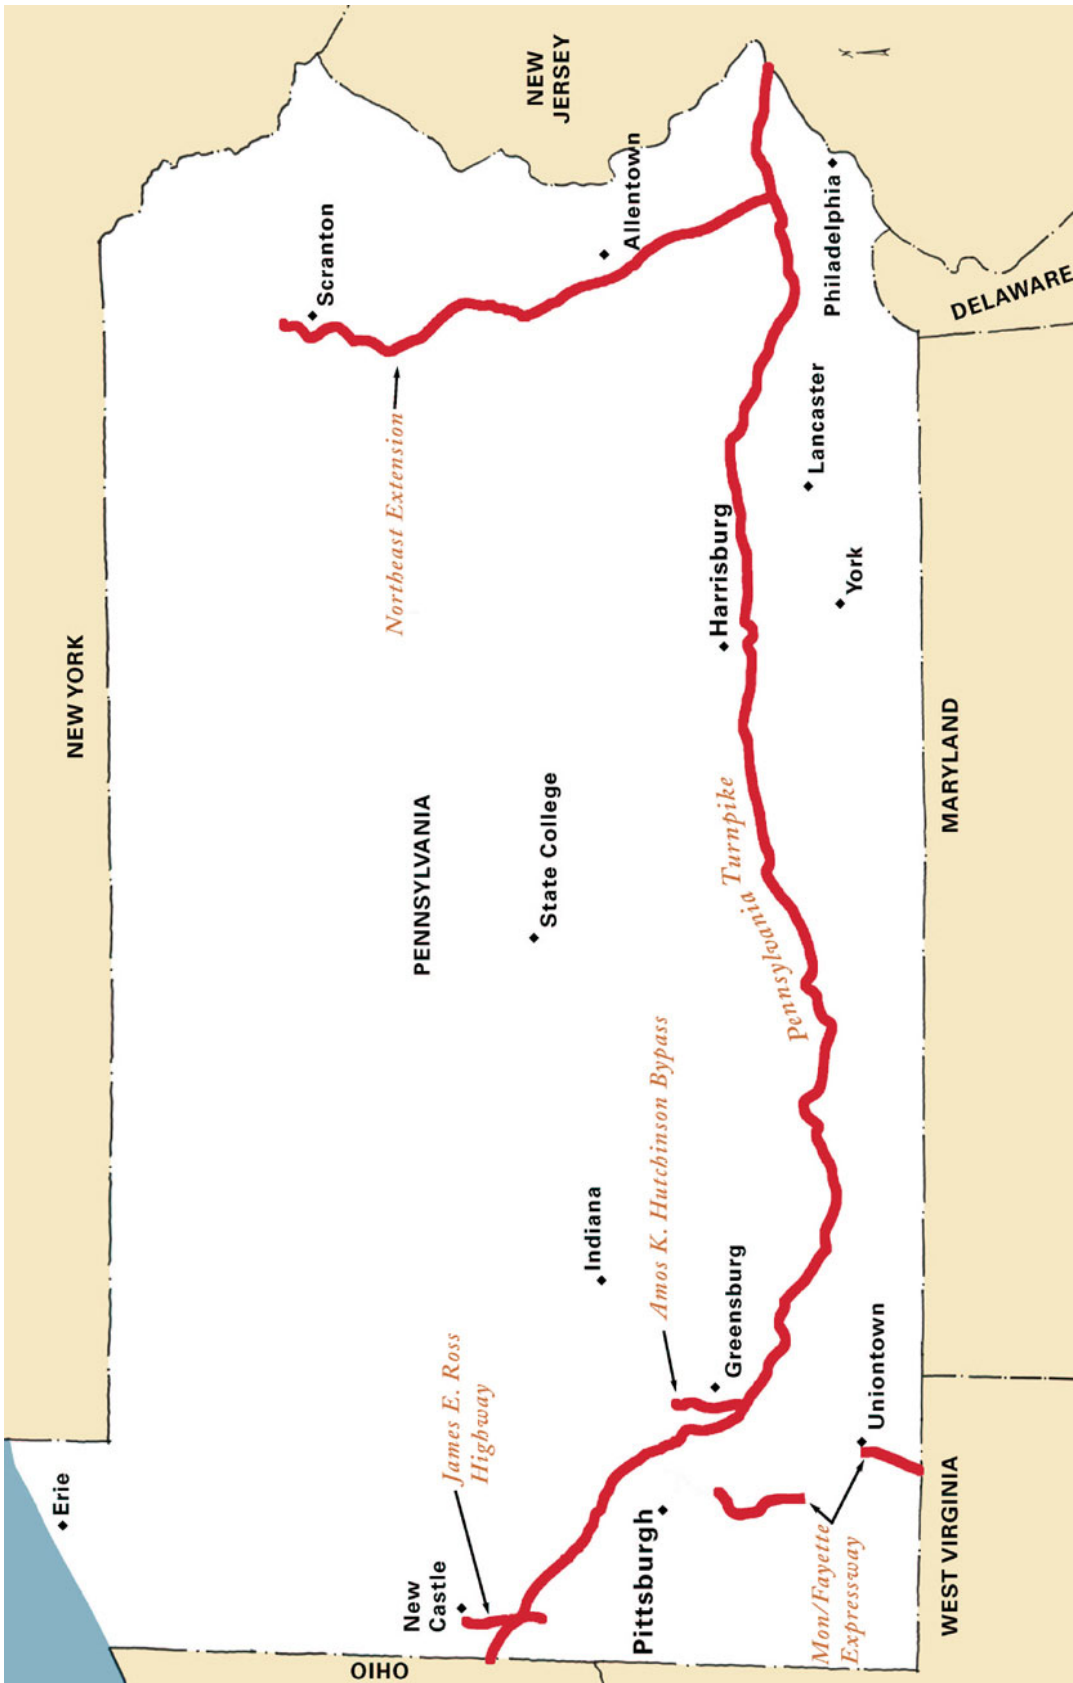 NEW YORK
Erie
Scranton
Northeast Extension
PENNSYLVANIA
NEW
JERSEY
New
Castle
James E. Ross
Highway
State College
Indiana
Allentown
Pittsburgh
Amos K. Hutchinson Bypass
Greensburg
Harrisburg
Pennsylvania Turnpike
Lancaster
Philadelphia
York
Uniontown
Mon/Fayette
Expressway
OHIO
WEST VIRGINIA
MARYLAND
DELAWARE